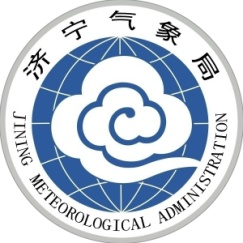 济宁气象局
JINING METEOROLOGICAL ADMINISTRATION